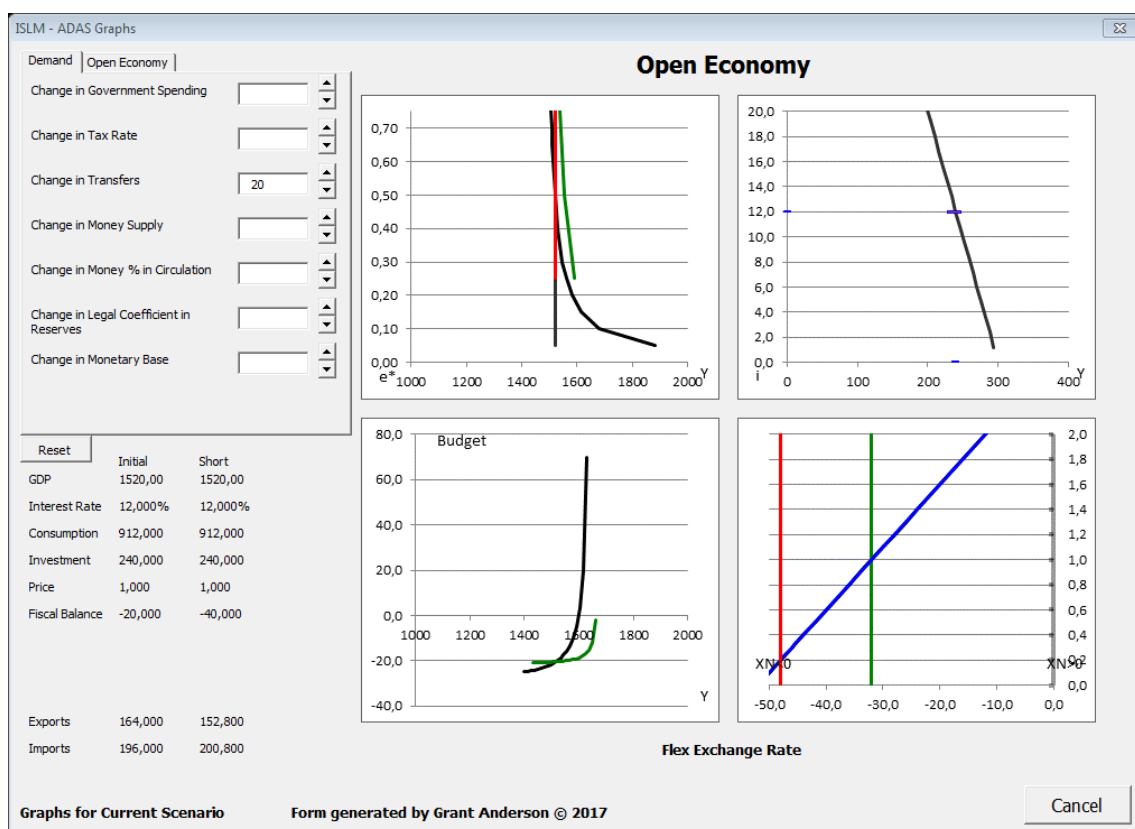 ISLM - ADAS Graphs
Demand
Open Economy
Change in Government Spending
Change in Tax Rate
Change in Transfers
20
Change in Money Supply
Change in Money % in Circulation
Change in Legal Coefficient in
Reserves
Change in Monetary Base
Open Economy
0,70
0,60
0,50
0,40
0,30
0,20
0,10
0,00
e*
1000 1200 1400 1600 1800 2000 Y
20,0
18,0
16,0
14,0
12,0
10,0
8,0
6,0
4,0
2,0
0,0
i
0 100 200 300 400 Y
Reset
Initial Short
GDP 1520,00 1520,00
Interest Rate 12,000% 12,000%
Consumption 912,000 912,000
Investment 240,000 240,000
Price 1,000 1,000
Fiscal Balance -20,000 -40,000
Exports 164,000 152,800
Imports 196,000 200,800
Budget
80,0
60,0
40,0
20,0
0,0
-20,0
-40,0
1000 1200 1400 1600 1800 2000
Y
2,0
1,8
1,6
1,4
1,2
1,0
0,8
0,6
0,4
0,2
0,0
XN<0 XN>0
-50,0 -40,0 -30,0 -20,0 -10,0 0,0
Flex Exchange Rate
Graphs for Current Scenario Form generated by Grant Anderson © 2017
Cancel